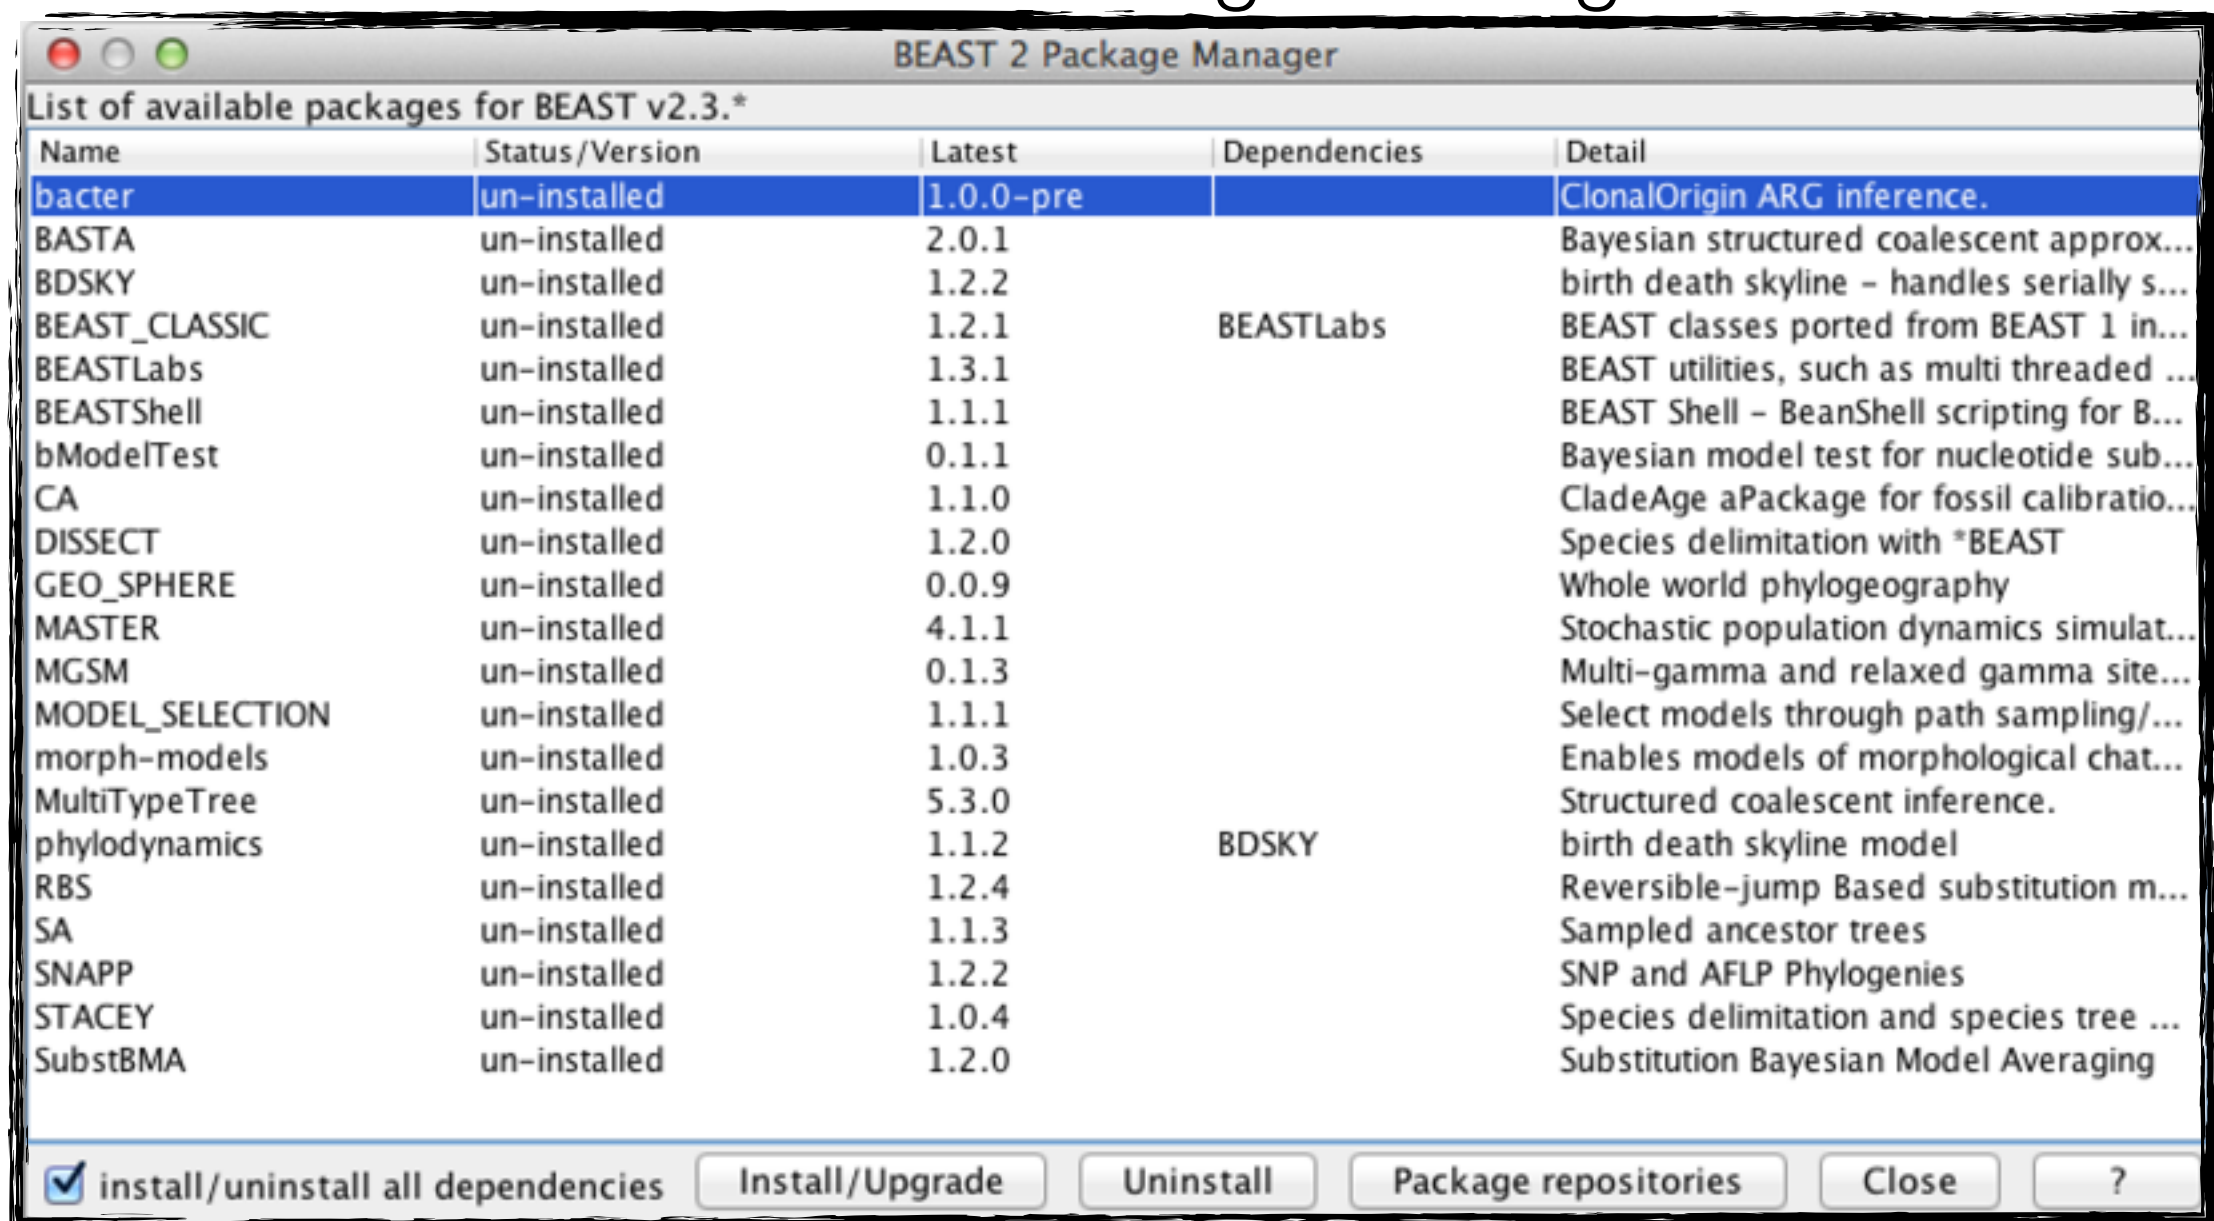 BEAST 2 Package Manager
List of available packages for BEAST v2.3.*
Name Status/Version Latest Dependencies Detail
bacter un-installed 1.0.0-pre ClonalOrigin ARG inference.
BASTA un-installed 2.0.1 Bayesian structured coalescent approx...
BDSKY un-installed 1.2.2 birth death skyline – handles serially s...
BEAST_CLASSIC un-installed 1.2.1 BEASTLabs BEAST classes ported from BEAST 1 in...
BEASTLabs un-installed 1.3.1 BEAST utilities, such as multi threaded ...
BEASTShell un-installed 1.1.1 BEAST Shell – BeanShell scripting for B...
bModelTest un-installed 0.1.1 Bayesian model test for nucleotide sub...
CA un-installed 1.1.0 CladeAge aPackage for fossil calibratio...
DISSECT un-installed 1.2.0 Species delimitation with *BEAST
GEO_SPHERE un-installed 0.0.9 Whole world phylogeography
MASTER un-installed 4.1.1 Stochastic population dynamics simulat...
MGSM un-installed 0.1.3 Multi-gamma and relaxed gamma site...
MODEL_SELECTION un-installed 1.1.1 Select models through path sampling/...
morph-models un-installed 1.0.3 Enables models of morphological chat...
MultiTypeTree un-installed 5.3.0 Structured coalescent inference.
phylodynamics un-installed 1.1.2 BDSKY birth death skyline model
RBS un-installed 1.2.4 Reversible-jump Based substitution m...
SA un-installed 1.1.3 Sampled ancestor trees
SNAPP un-installed 1.2.2 SNP and AFLP Phylogenies
STACEY un-installed 1.0.4 Species delimitation and species tree ...
SubstBMA un-installed 1.2.0 Substitution Bayesian Model Averaging
install/uninstall all dependencies Install/Upgrade Uninstall Package repositories Close ?